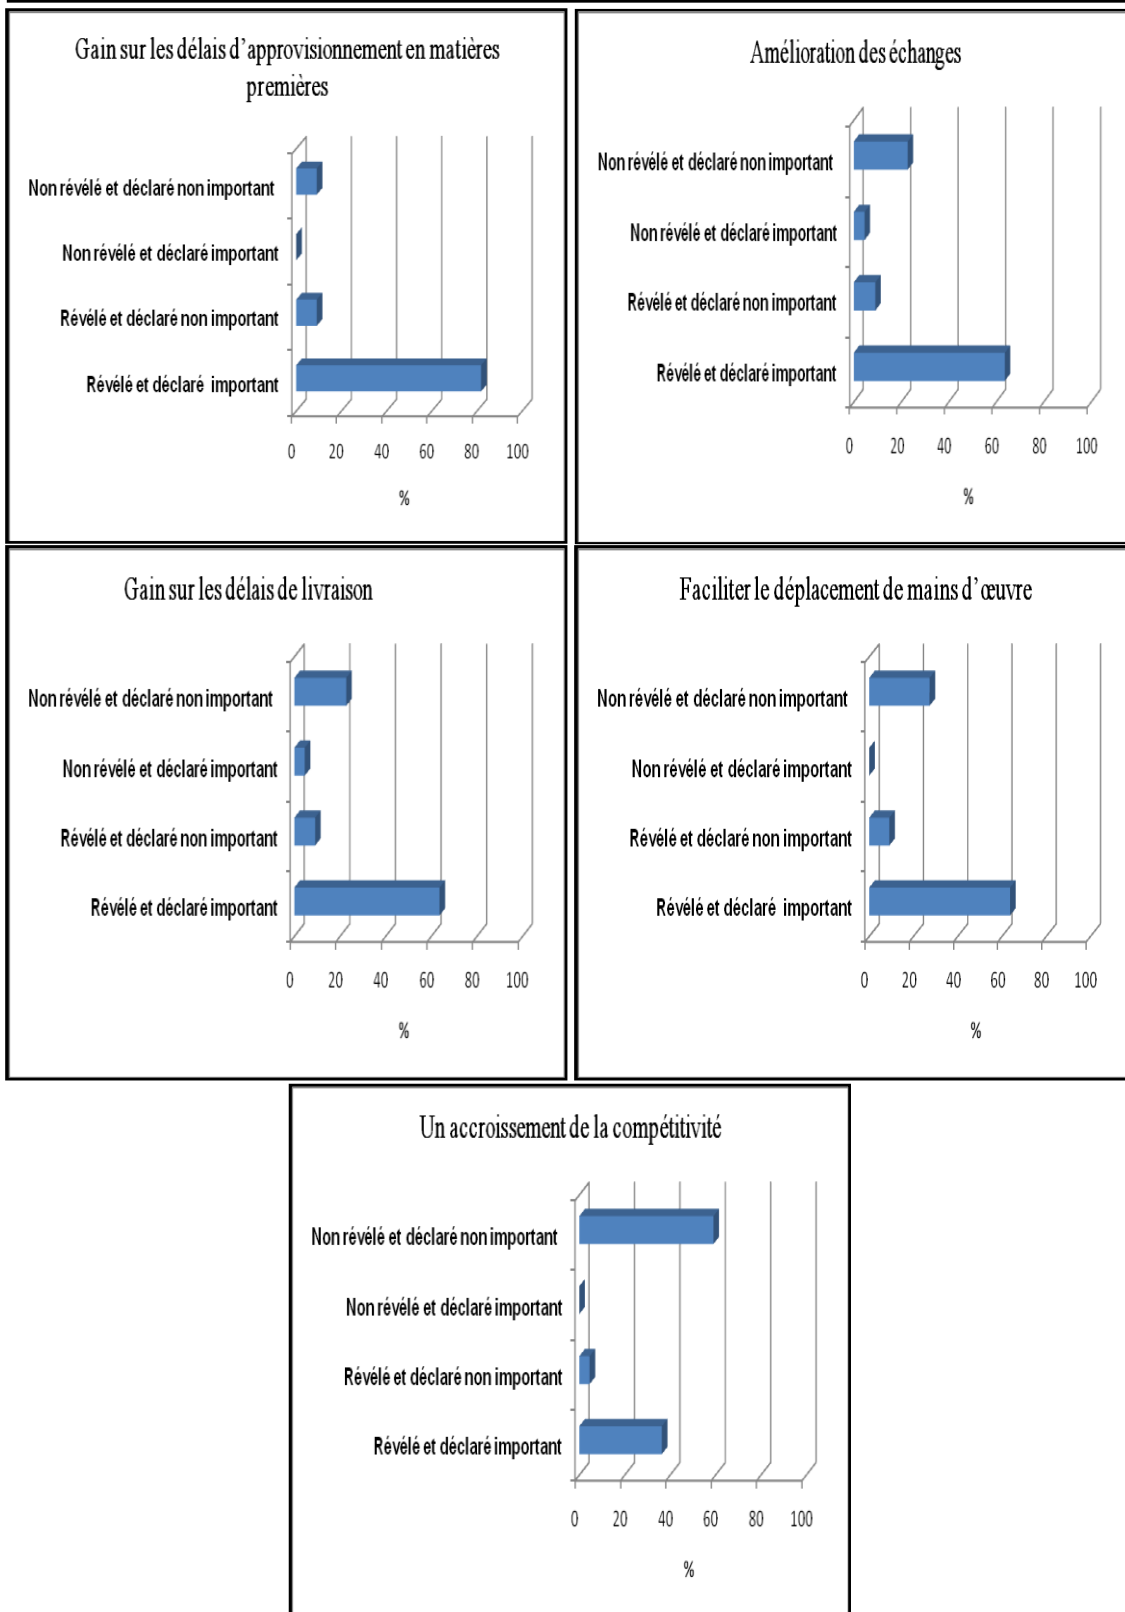 Gain sur les délais d’approvisionnement en matières
premières
Non révélé et déclaré non important
Non révélé et déclaré important
Révélé et déclaré non important
Révélé et déclaré important
0 20 40 60 80 100
%
Amélioration des échanges
Non révélé et déclaré non important
Non révélé et déclaré important
Révélé et déclaré non important
Révélé et déclaré important
0 20 40 60 80 100
%
Gain sur les délais de livraison
Non révélé et déclaré non important
Non révélé et déclaré important
Révélé et déclaré non important
Révélé et déclaré important
0 20 40 60 80 100
%
Faciliter le déplacement de mains d’œuvre
Non révélé et déclaré non important
Non révélé et déclaré important
Révélé et déclaré non important
Révélé et déclaré important
0 20 40 60 80 100
%
Un accroissement de la compétitivité
Non révélé et déclaré non important
Non révélé et déclaré important
Révélé et déclaré non important
Révélé et déclaré important
0 20 40 60 80 100
%